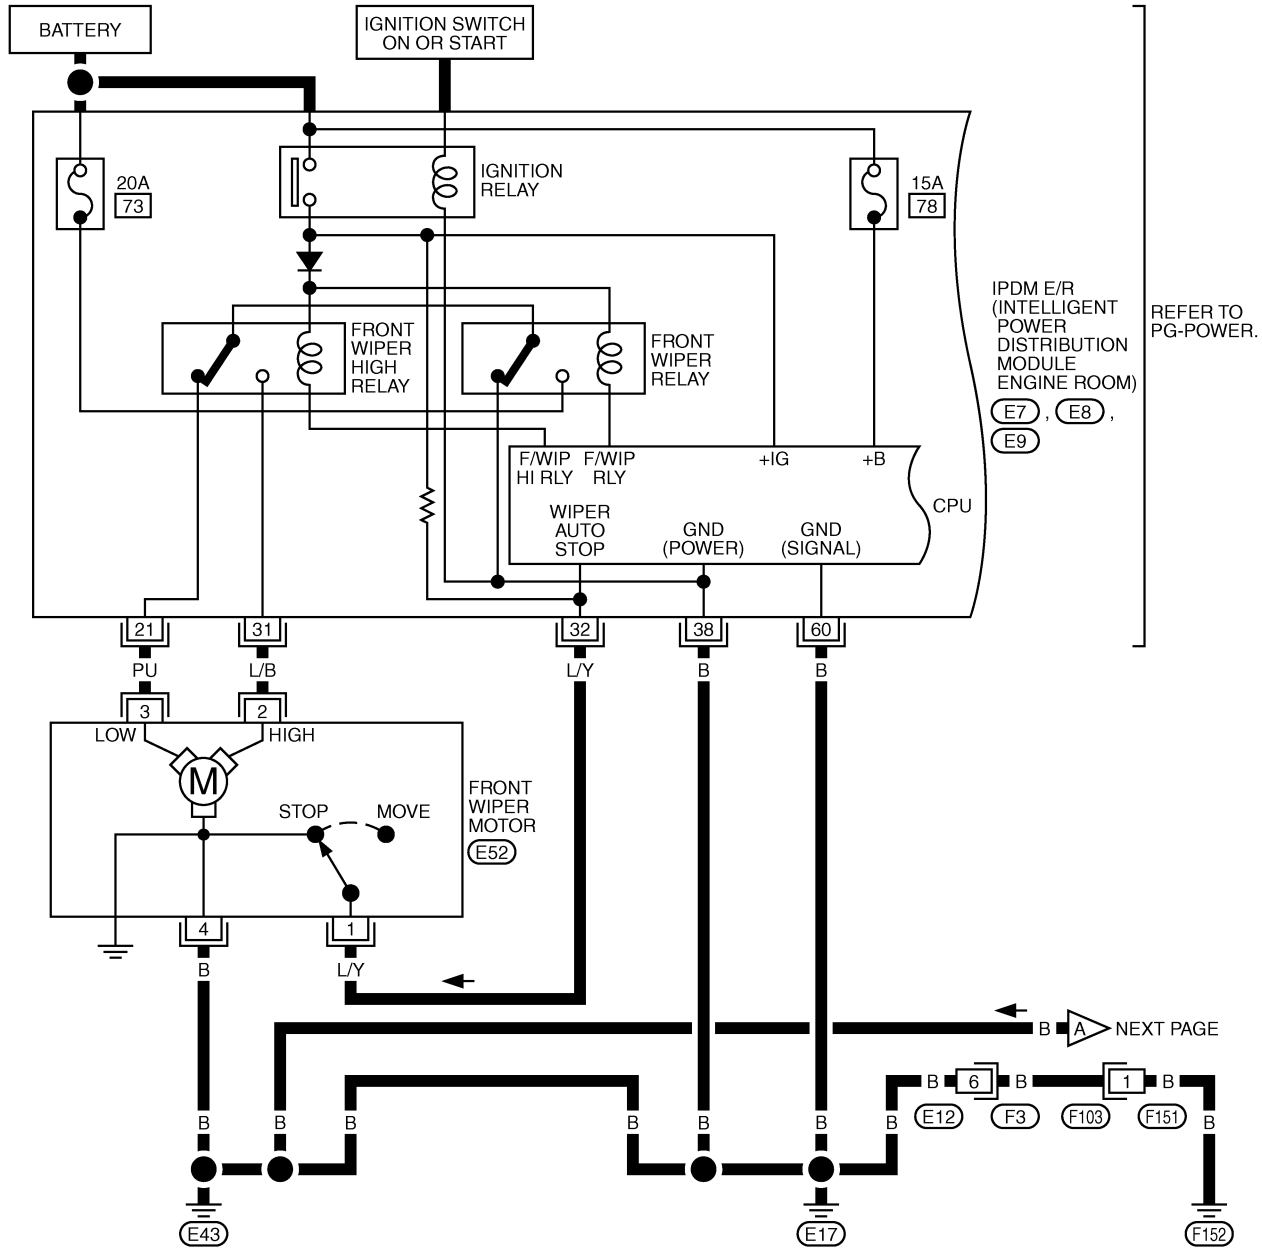 BATTERY
IGNITION SWITCH
ON OR START
20A
73
IGNITION
RELAY
15A
78
IPDM E/R
(INTELLIGENT
POWER
DISTRIBUTION
MODULE
ENGINE ROOM)
E7 , E8 ,
E9
REFER TO
PG-POWER.
FRONT
WIPER
HIGH
RELAY
FRONT
WIPER
RELAY
F/WIP
HI RLY
F/WIP
RLY
+IG
+B
CPU
WIPER
AUTO
STOP
GND
(POWER)
GND
(SIGNAL)
21
31
32
38
60
PU
L/B
L/Y
B
B
3
2
LOW
HIGH
M
STOP
MOVE
FRONT
WIPER
MOTOR
E52
4
1
B
L/Y
B
A
NEXT PAGE
B
6
B
1
B
E12
F3
F103
F151
B
B
B
B
B
B
B
B
E43
E17
F152